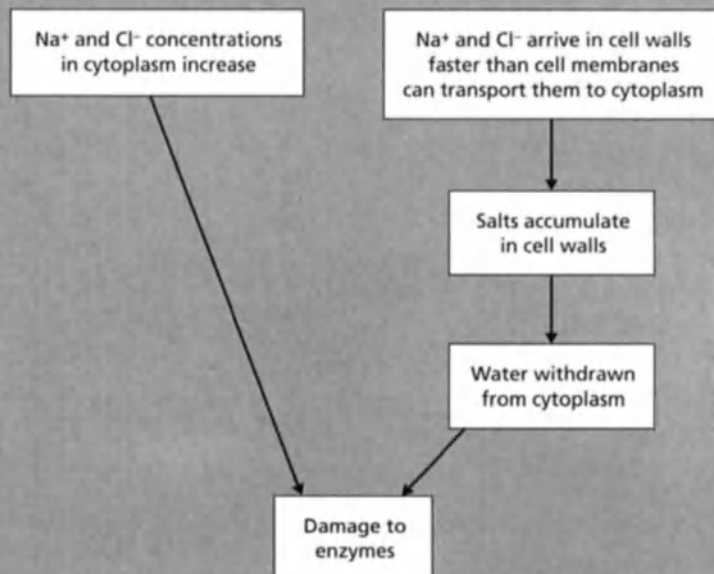 Na⁺ and Cl⁻ concentrations
in cytoplasm increase
Na⁺ and Cl⁻ arrive in cell walls
faster than cell membranes
can transport them to cytoplasm
Salts accumulate
in cell walls
Water withdrawn
from cytoplasm
Damage to
enzymes